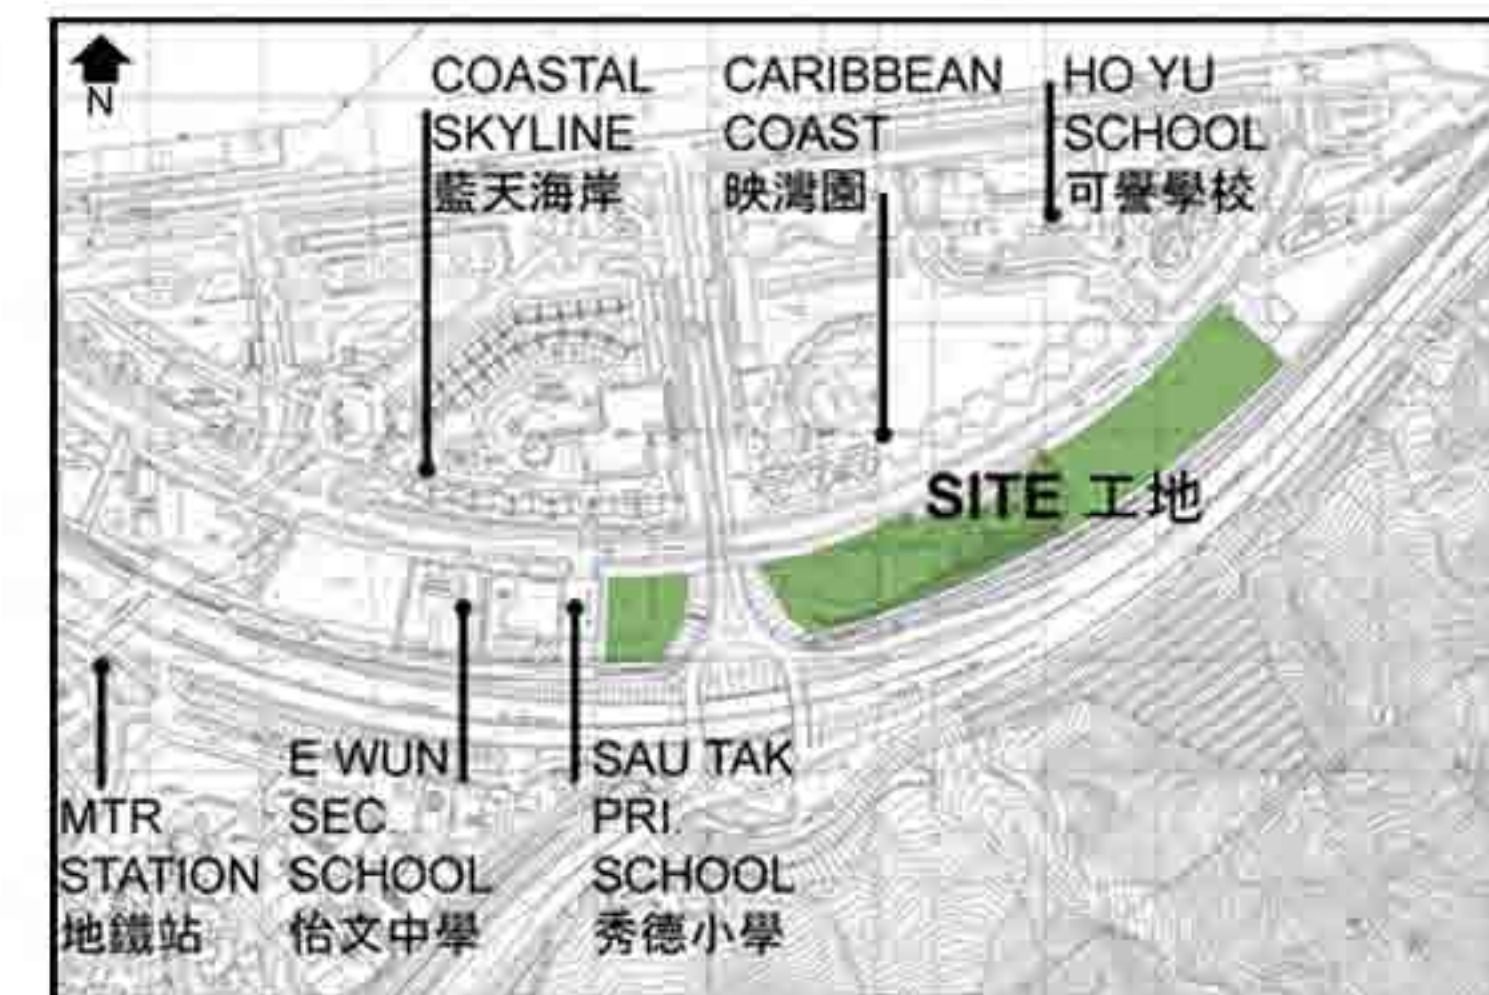 N
COASTAL
SKYLINE
藍天海岸
CARIBBEAN
COAST
映灣園
HO YU
SCHOOL
可譽學校
SITE 工地
MTR
STATION
地鐵站
E WUN
SEC.
SCHOOL
怡文中學
SAU TAK
PRI.
SCHOOL
秀德小學